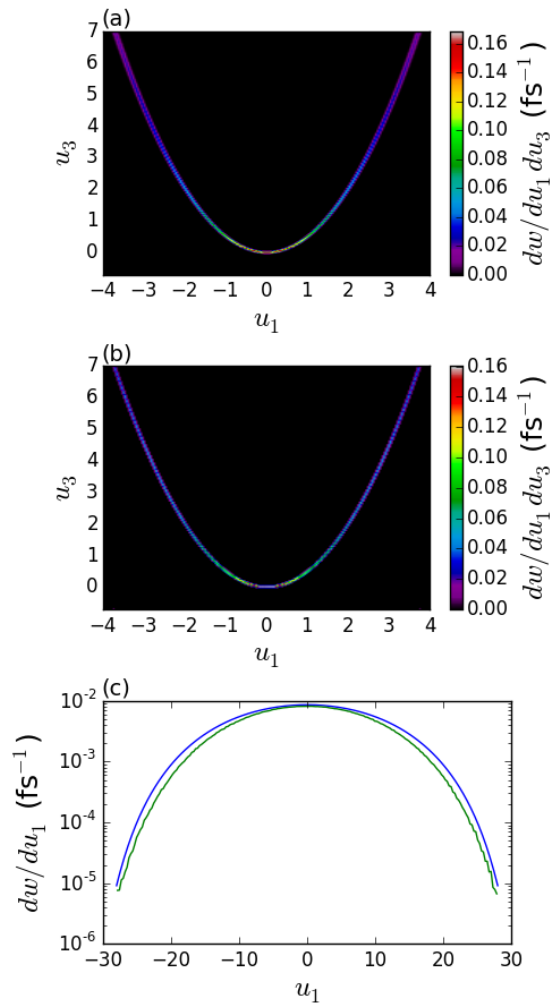 (a)
7
6
5
4
3
2
1
0
u₃
−4 −3 −2 −1 0 1 2 3 4
u₁
0.16
0.14
0.12
0.10
0.08
0.06
0.04
0.02
0.00
dw/du₁ du₃ (fs⁻¹)
(b)
7
6
5
4
3
2
1
0
u₃
−4 −3 −2 −1 0 1 2 3 4
u₁
0.16
0.14
0.12
0.10
0.08
0.06
0.04
0.02
0.00
dw/du₁ du₃ (fs⁻¹)
(c)
10⁻²
10⁻³
10⁻⁴
10⁻⁵
10⁻⁶
dw/du₁ (fs⁻¹)
−30 −20 −10 0 10 20 30
u₁